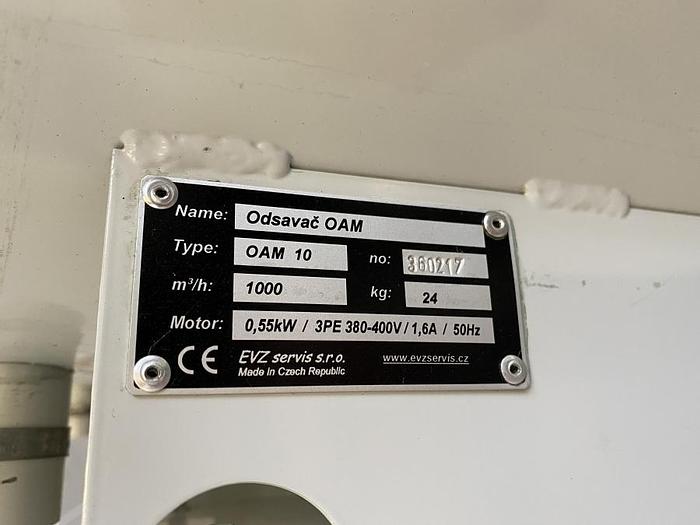 Name: Odsavač OAM
Type: OAM 10 no: 360217
m³/h: 1000 kg: 24
Motor: 0,55kW / 3PE 380-400V / 1,6A / 50Hz
CE EVZ servis s.r.o. www.evzservis.cz
Made in Czech Republic